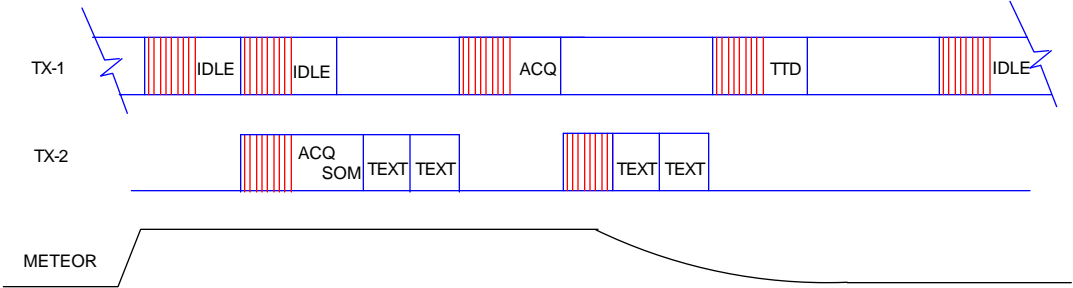 TX-1 IDLE IDLE ACQ TTD IDLE
TX-2 ACQ
SOM TEXT TEXT TEXT TEXT
METEOR